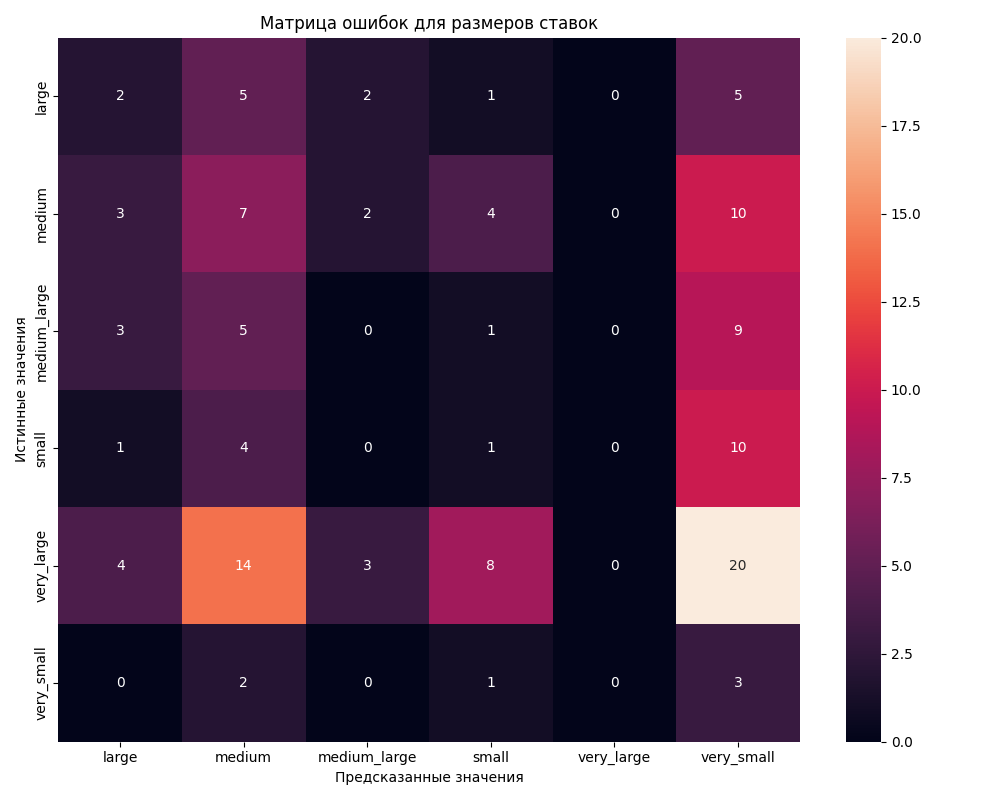 Матрица ошибок для размеров ставок
Истинные значения
large 2 5 2 1 0 5
medium 3 7 2 4 0 10
medium_large 3 5 0 1 0 9
small 1 4 0 1 0 10
very_large 4 14 3 8 0 20
very_small 0 2 0 1 0 3
large medium medium_large small very_large very_small
Предсказанные значения
20.0
17.5
15.0
12.5
10.0
7.5
5.0
2.5
0.0